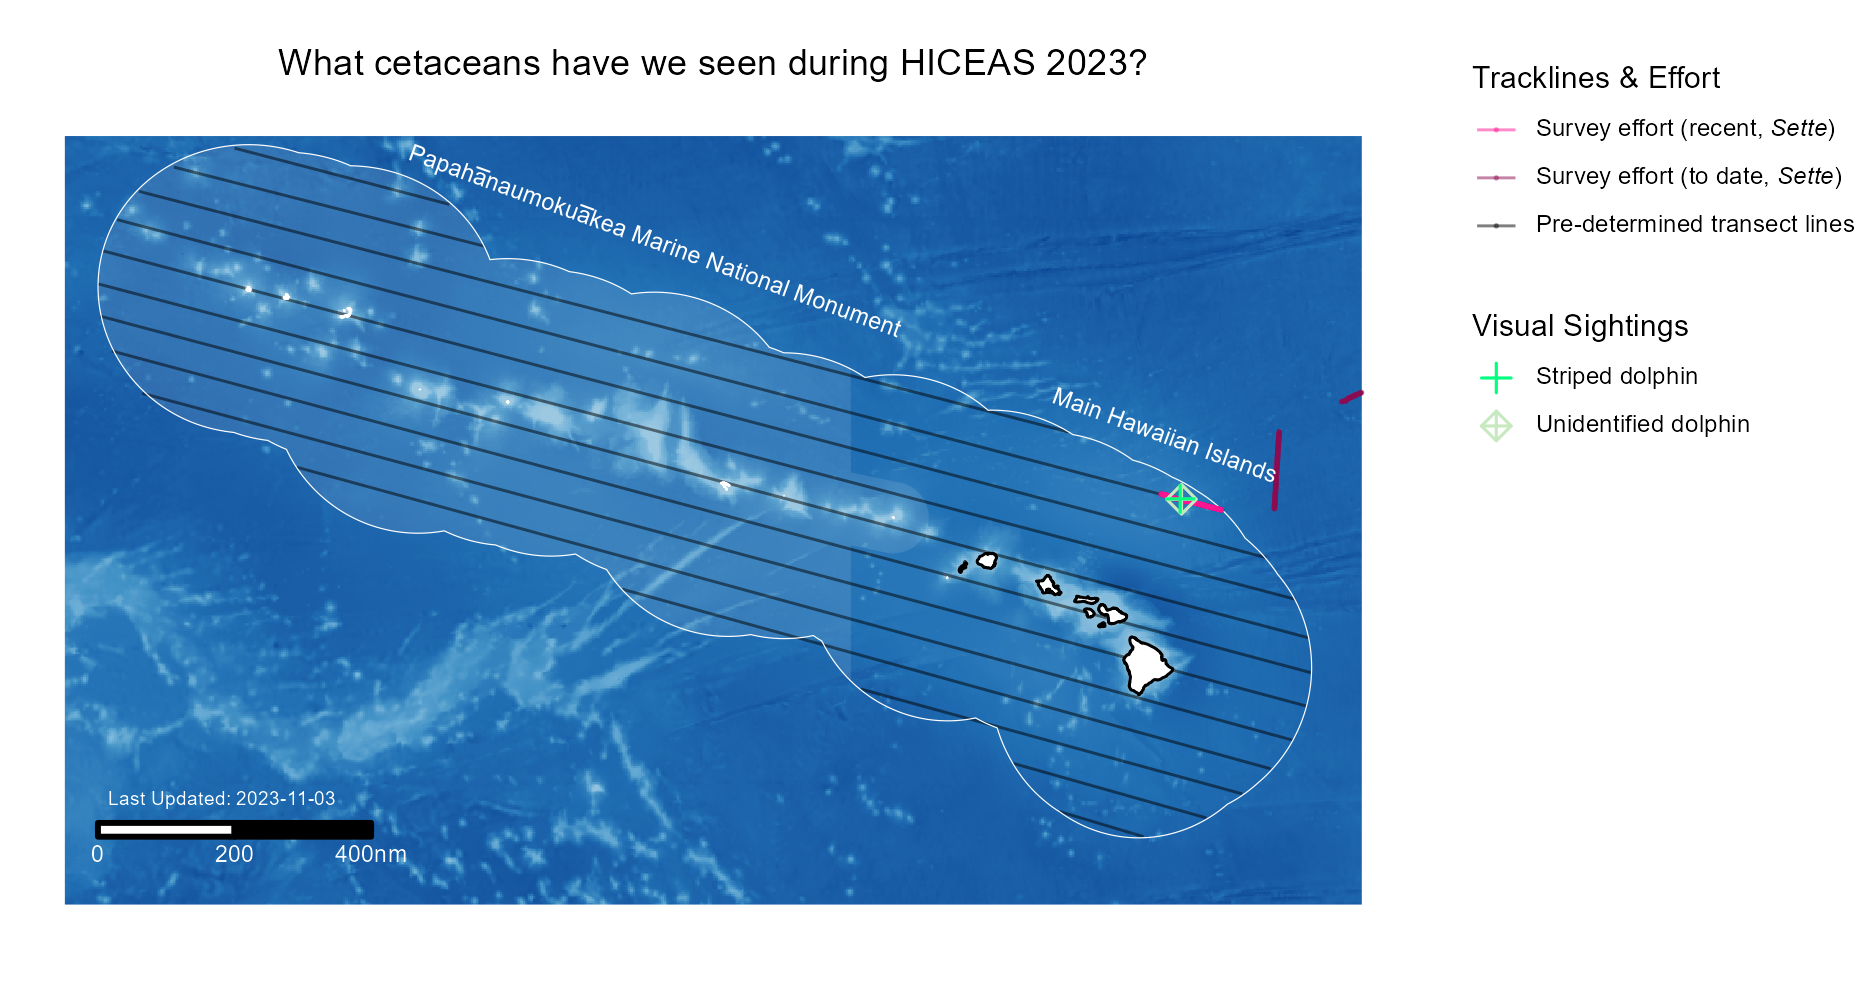 What cetaceans have we seen during HICEAS 2023?
Papahānaumokuākea Marine National Monument
Main Hawaiian Islands
Last Updated: 2023-11-03
0 200 400nm
Tracklines & Effort
Survey effort (recent, Sette)
Survey effort (to date, Sette)
Pre-determined transect lines
Visual Sightings
Striped dolphin
Unidentified dolphin